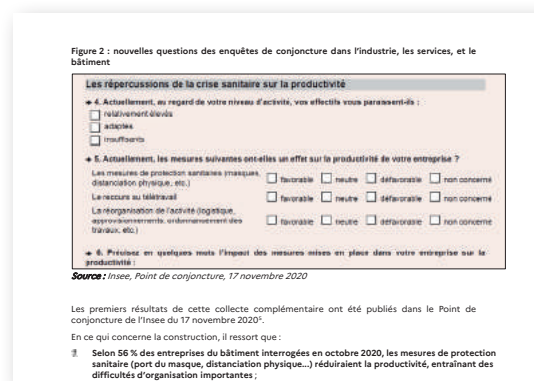 Figure 2 : nouvelles questions des enquêtes de conjoncture dans l'industrie, les services, et le
bâtiment
Les répercussions de la crise sanitaire sur la productivité
4. Actuellement, au regard de votre niveau d'activité, vos effectifs vous paraissent-ils :
relativement élevés
adaptés
insuffisants
5. Actuellement, les mesures suivantes ont-elles un effet sur la productivité de votre entreprise ?
Les mesures de protection sanitaires (masques,
distanciation physique, etc.) favorable neutre défavorable non concerné
Le recours au télétravail favorable neutre défavorable non concerné
La réorganisation de l'activité (logistique,
approvisionnements, ordonnancement des favorable neutre défavorable non concerné
travaux, etc.)
6. Précisez en quelques mots l'impact des mesures mises en place dans votre entreprise sur la
productivité :
Source : Insee, Point de conjoncture, 17 novembre 2020
Les premiers résultats de cette collecte complémentaire ont été publiés dans le Point de
conjoncture de l'Insee du 17 novembre 2020⁵.
En ce qui concerne la construction, il ressort que :
Selon 56 % des entreprises du bâtiment interrogées en octobre 2020, les mesures de protection
sanitaire (port du masque, distanciation physique...) réduiraient la productivité, entraînant des
difficultés d'organisation importantes ;